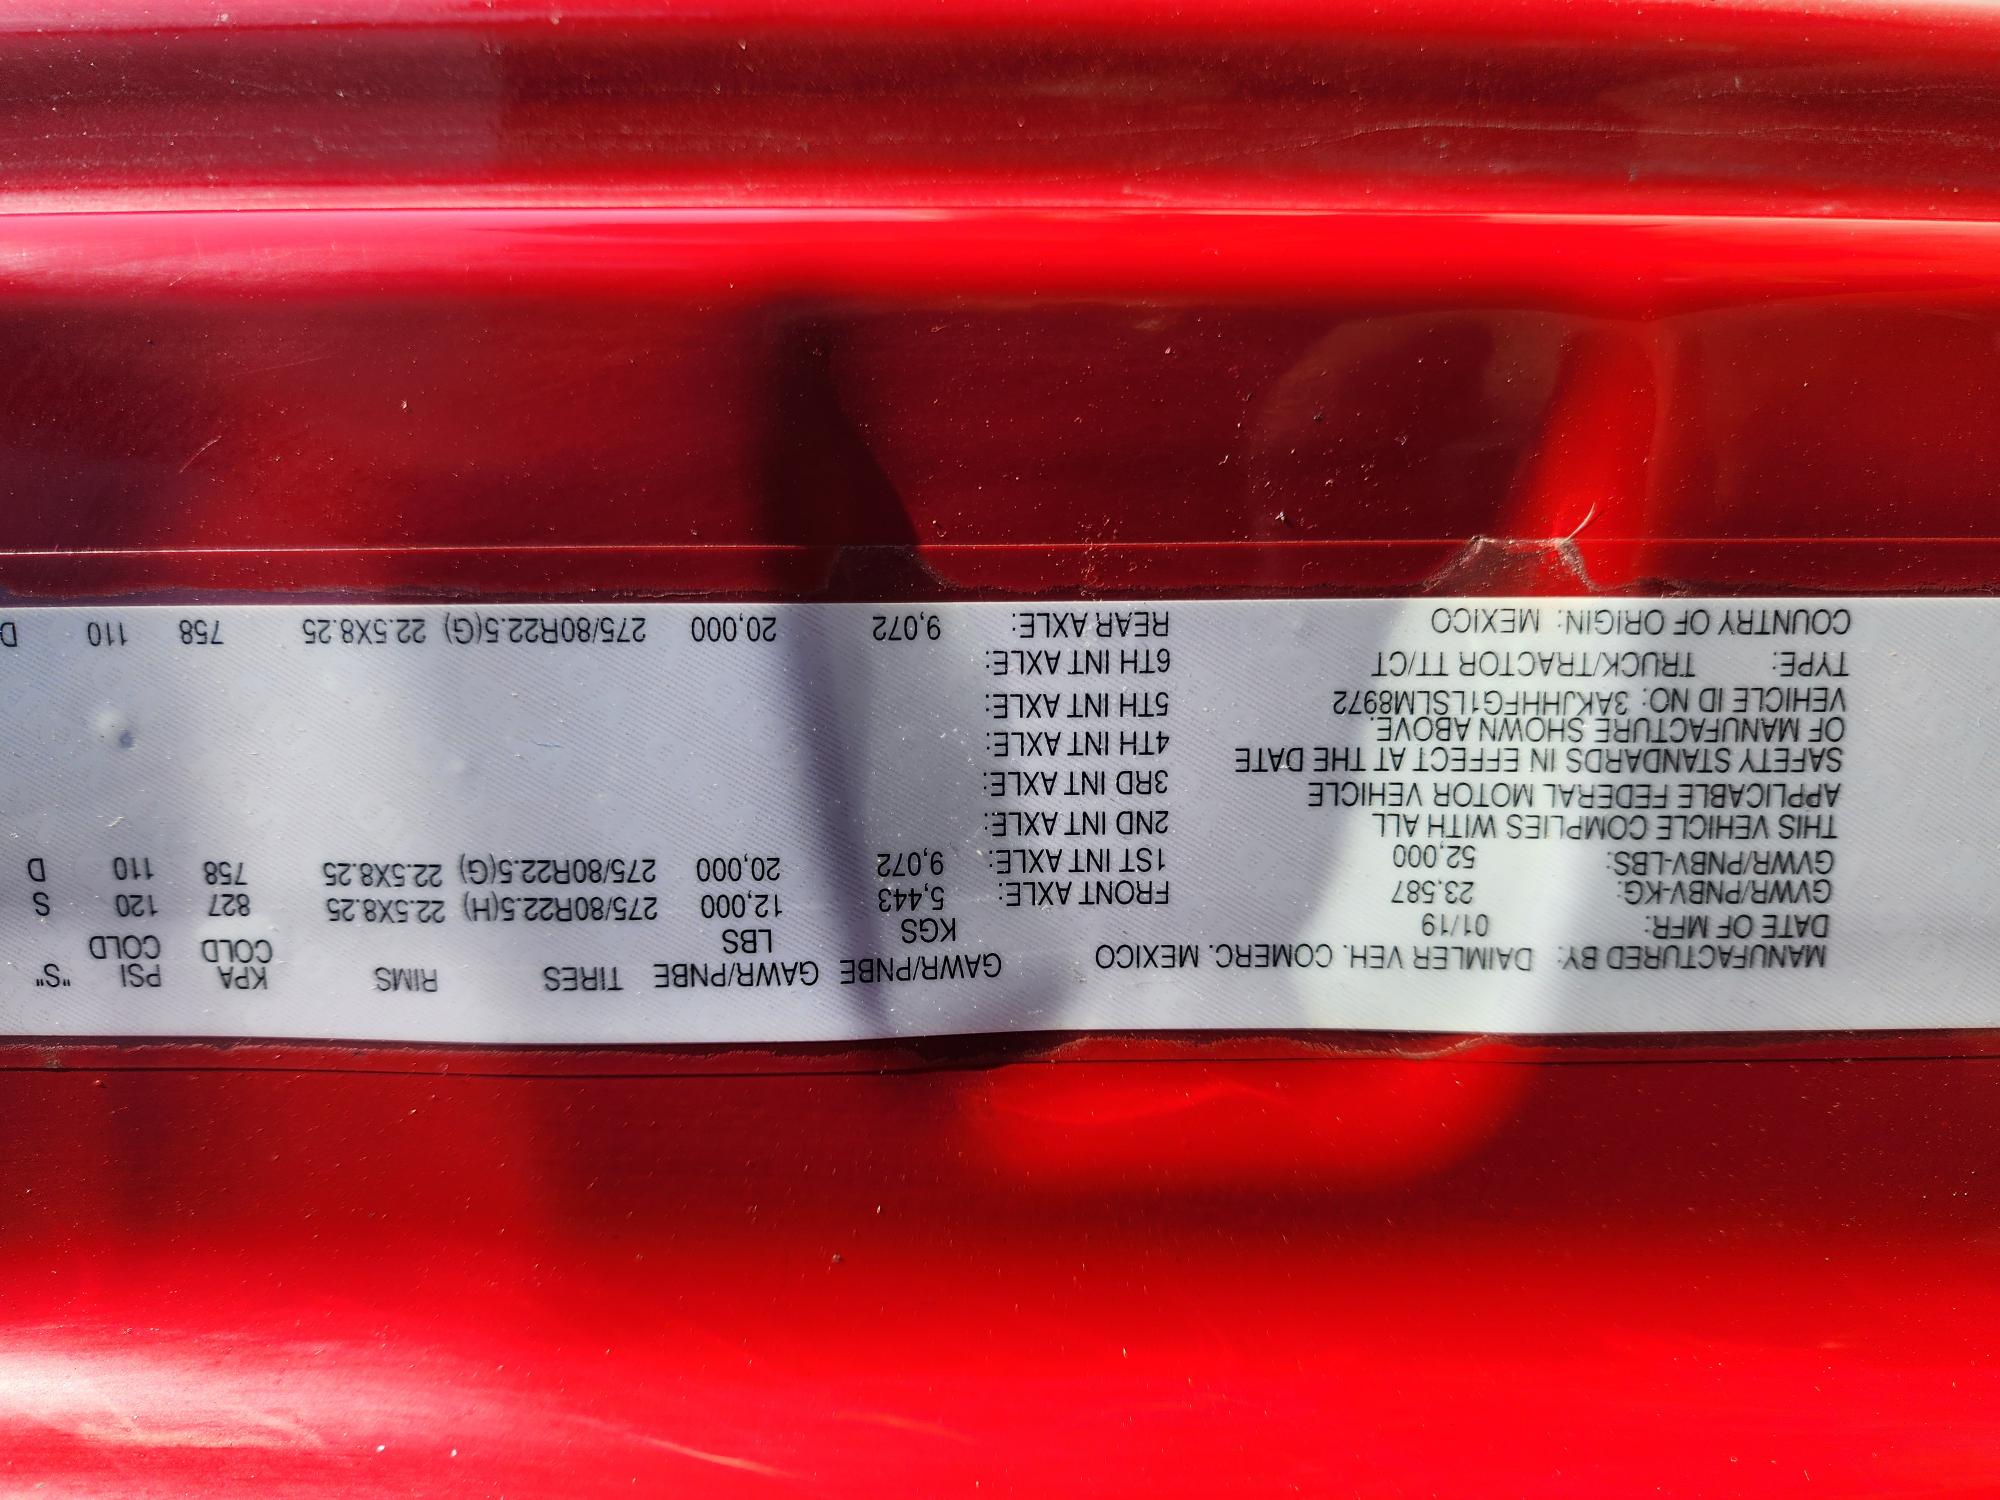 MANUFACTURED BY: DAIMLER VEH. COMERC. MEXICO
DATE OF MFR: 01/19
GVWR/PNBV-KG: 23,587
GVWR/PNBV-LBS: 52,000
THIS VEHICLE COMPLIES WITH ALL
APPLICABLE FEDERAL MOTOR VEHICLE
SAFETY STANDARDS IN EFFECT AT THE DATE
OF MANUFACTURE SHOWN ABOVE.
VEHICLE ID NO: 3AKJHHFG1LSLM8972
TYPE: TRUCK/TRACTOR TT/CT
COUNTRY OF ORIGIN: MEXICO
GAWR/PNBE GAWR/PNBE TIRES RIMS KPA PSI "S"
KGS LBS COLD COLD
FRONT AXLE: 5,443 12,000 275/80R22.5(H) 22.5X8.25 827 120 S
1ST INT AXLE: 9,072 20,000 275/80R22.5(G) 22.5X8.25 758 110 D
2ND INT AXLE:
3RD INT AXLE:
4TH INT AXLE:
5TH INT AXLE:
6TH INT AXLE:
REAR AXLE: 9,072 20,000 275/80R22.5(G) 22.5X8.25 758 110 D